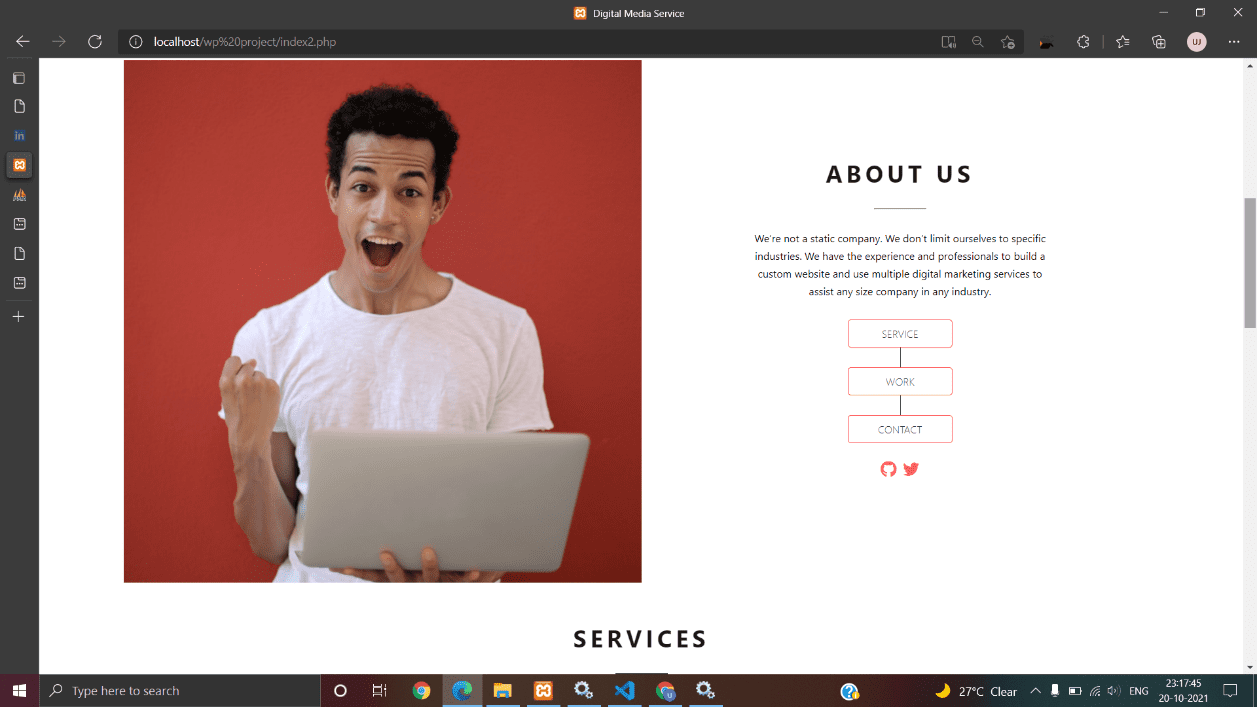 Digital Media Service
localhost/wp%20project/index2.php
UJ
in
ABOUT US
We're not a static company. We don't limit ourselves to specific
industries. We have the experience and professionals to build a
custom website and use multiple digital marketing services to
assist any size company in any industry.
SERVICE
WORK
CONTACT
SERVICES
Type here to search
27°C Clear
ENG
23:17:45
20-10-2021